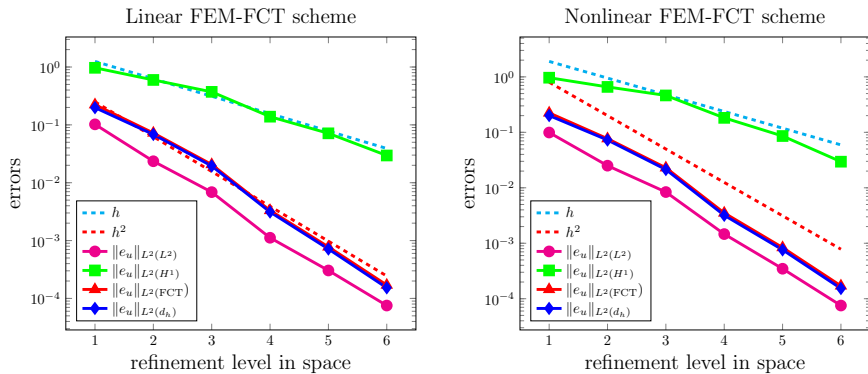 Linear FEM-FCT scheme
10^0
10^{-1}
10^{-2}
10^{-3}
10^{-4}
errors
h
h^2
‖e_u‖_{L^2(L^2)}
‖e_u‖_{L^2(H^1)}
‖e_u‖_{L^2(FCT)}
‖e_u‖_{L^2(d_h)}
1 2 3 4 5 6
refinement level in space
Nonlinear FEM-FCT scheme
10^0
10^{-1}
10^{-2}
10^{-3}
10^{-4}
errors
h
h^2
‖e_u‖_{L^2(L^2)}
‖e_u‖_{L^2(H^1)}
‖e_u‖_{L^2(FCT)}
‖e_u‖_{L^2(d_h)}
1 2 3 4 5 6
refinement level in space